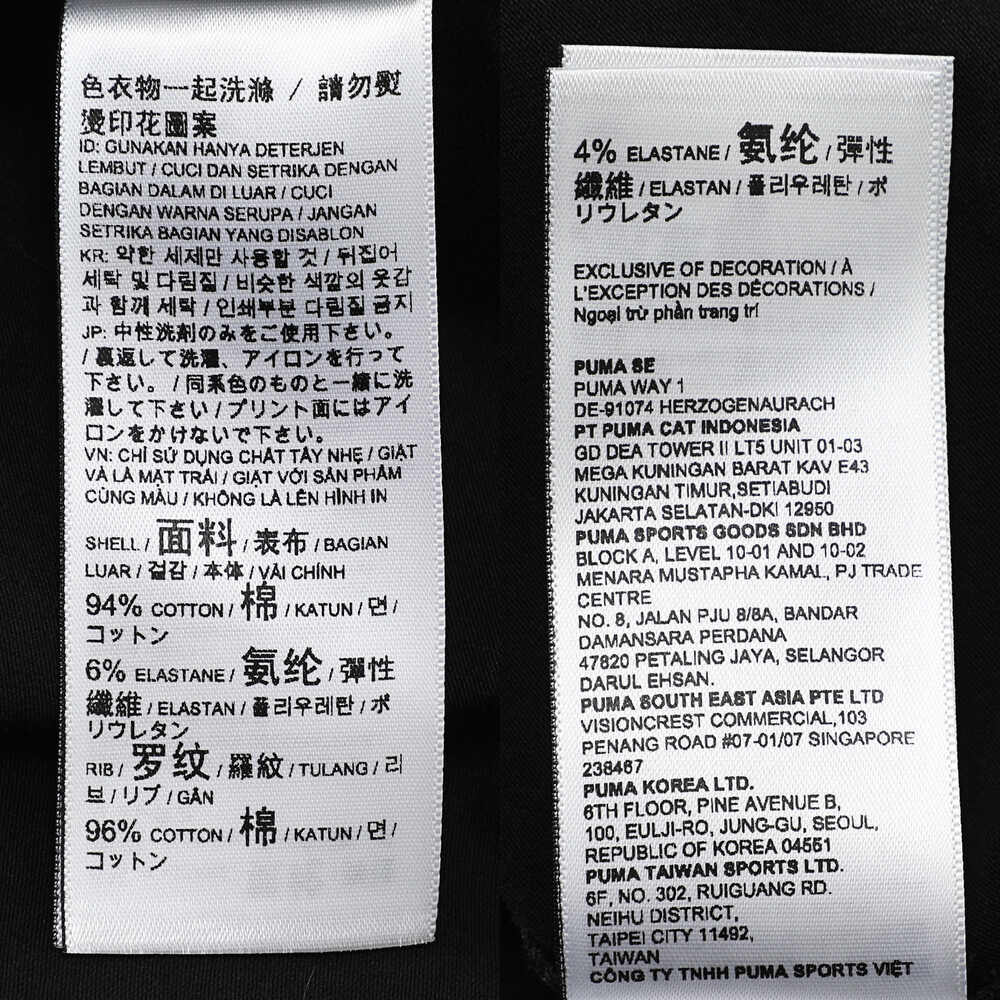 色衣物一起洗滌 / 請勿熨
燙印花圖案
ID: GUNAKAN HANYA DETERJEN
LEMBUT / CUCI DAN SETRIKA DENGAN
BAGIAN DALAM DI LUAR / CUCI
DENGAN WARNA SERUPA / JANGAN
SETRIKA BAGIAN YANG DISABLON
KR: 약한 세제만 사용할 것 / 뒤집어
세탁 및 다림질 / 비슷한 색깔의 옷감
과 함께 세탁 / 인쇄부분 다림질 금지
JP: 中性洗剤のみをご使用下さい。
/ 裏返して洗濯、アイロンを行って
下さい。 / 同系色のものと一緒に洗
濯して下さい / プリント面にはアイ
ロンをかけないで下さい。
VN: CHỈ SỬ DỤNG CHẤT TẨY NHẸ / GIẶT
VÀ LÀ MẶT TRÁI / GIẶT VỚI SẢN PHẨM
CÙNG MÀU / KHÔNG LÀ LÊN HÌNH IN
SHELL / 面料 / 表布 / BAGIAN
LUAR / 겉감 / 本体 / VẢI CHÍNH
94% COTTON / 棉 / KATUN / 면 /
コットン
6% ELASTANE / 氨纶 / 彈性
纖維 / ELASTAN / 폴리우레탄 / ポ
リウレタン
RIB / 罗纹 / 羅紋 / TULANG / 리
브 / リブ / GÂN
96% COTTON / 棉 / KATUN / 면 /
コットン
4% ELASTANE / 氨纶 / 彈性
纖維 / ELASTAN / 폴리우레탄 / ポ
リウレタン
EXCLUSIVE OF DECORATION / À
L'EXCEPTION DES DÉCORATIONS /
Ngoại trừ phần trang trí
PUMA SE
PUMA WAY 1
DE-91074 HERZOGENAURACH
PT PUMA CAT INDONESIA
GD DEA TOWER II LT5 UNIT 01-03
MEGA KUNINGAN BARAT KAV E43
KUNINGAN TIMUR,SETIABUDI
JAKARTA SELATAN-DKI 12950
PUMA SPORTS GOODS SDN BHD
BLOCK A, LEVEL 10-01 AND 10-02
MENARA MUSTAPHA KAMAL, PJ TRADE
CENTRE
NO. 8, JALAN PJU 8/8A, BANDAR
DAMANSARA PERDANA
47820 PETALING JAYA, SELANGOR
DARUL EHSAN.
PUMA SOUTH EAST ASIA PTE LTD
VISIONCREST COMMERCIAL,103
PENANG ROAD #07-01/07 SINGAPORE
238467
PUMA KOREA LTD.
6TH FLOOR, PINE AVENUE B,
100, EULJI-RO, JUNG-GU, SEOUL,
REPUBLIC OF KOREA 04551
PUMA TAIWAN SPORTS LTD.
6F, NO. 302, RUIGUANG RD.
NEIHU DISTRICT,
TAIPEI CITY 11492,
TAIWAN
CÔNG TY TNHH PUMA SPORTS VIỆT